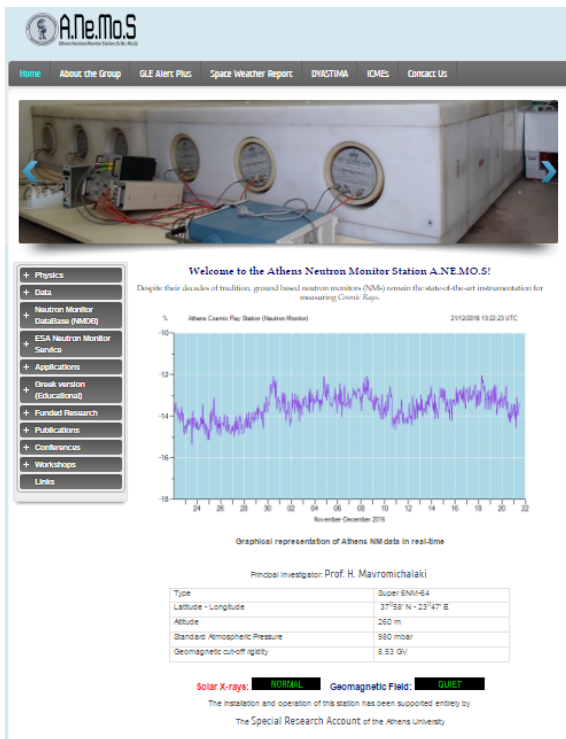 A.Ne.Mo.S
Athens Neutron Monitor Station (A.Ne.Mo.S)
Home About the Group GLE Alert Plus Space Weather Report DYASTIMA ICMEs Contact Us
+ Physics
+ Data
+ Neutron Monitor
DataBase (NMDB)
+ ESA Neutron Monitor
Service
+ Applications
+ Greek version
(Educational)
+ Funded Research
+ Publications
+ Conferences
+ Workshops
Links
Welcome to the Athens Neutron Monitor Station A.NE.MO.S!
Despite their decades of tradition, ground based neutron monitors (NMs) remain the state-of-the-art instrumentation for
measuring Cosmic Rays.
% Athens Cosmic Ray Station (Neutron Monitor) 21/12/2016 13:22:23 UTC
-10
-12
-14
-16
-18
24 26 28 30 02 04 06 08 10 12 14 16 18 20 22
November-December 2016
Graphical representation of Athens NM data in real-time
Principal Investigator: Prof. H. Mavromichalaki
Type Super 6NM-64
Latitude - Longitude 37°58' N - 23°47' E
Altitude 260 m
Standard Atmospheric Pressure 980 mbar
Geomagnetic cut-off rigidity 8.53 GV
Solar X-rays: NORMAL Geomagnetic Field: QUIET
The installation and operation of this station has been supported entirely by
The Special Research Account of the Athens University